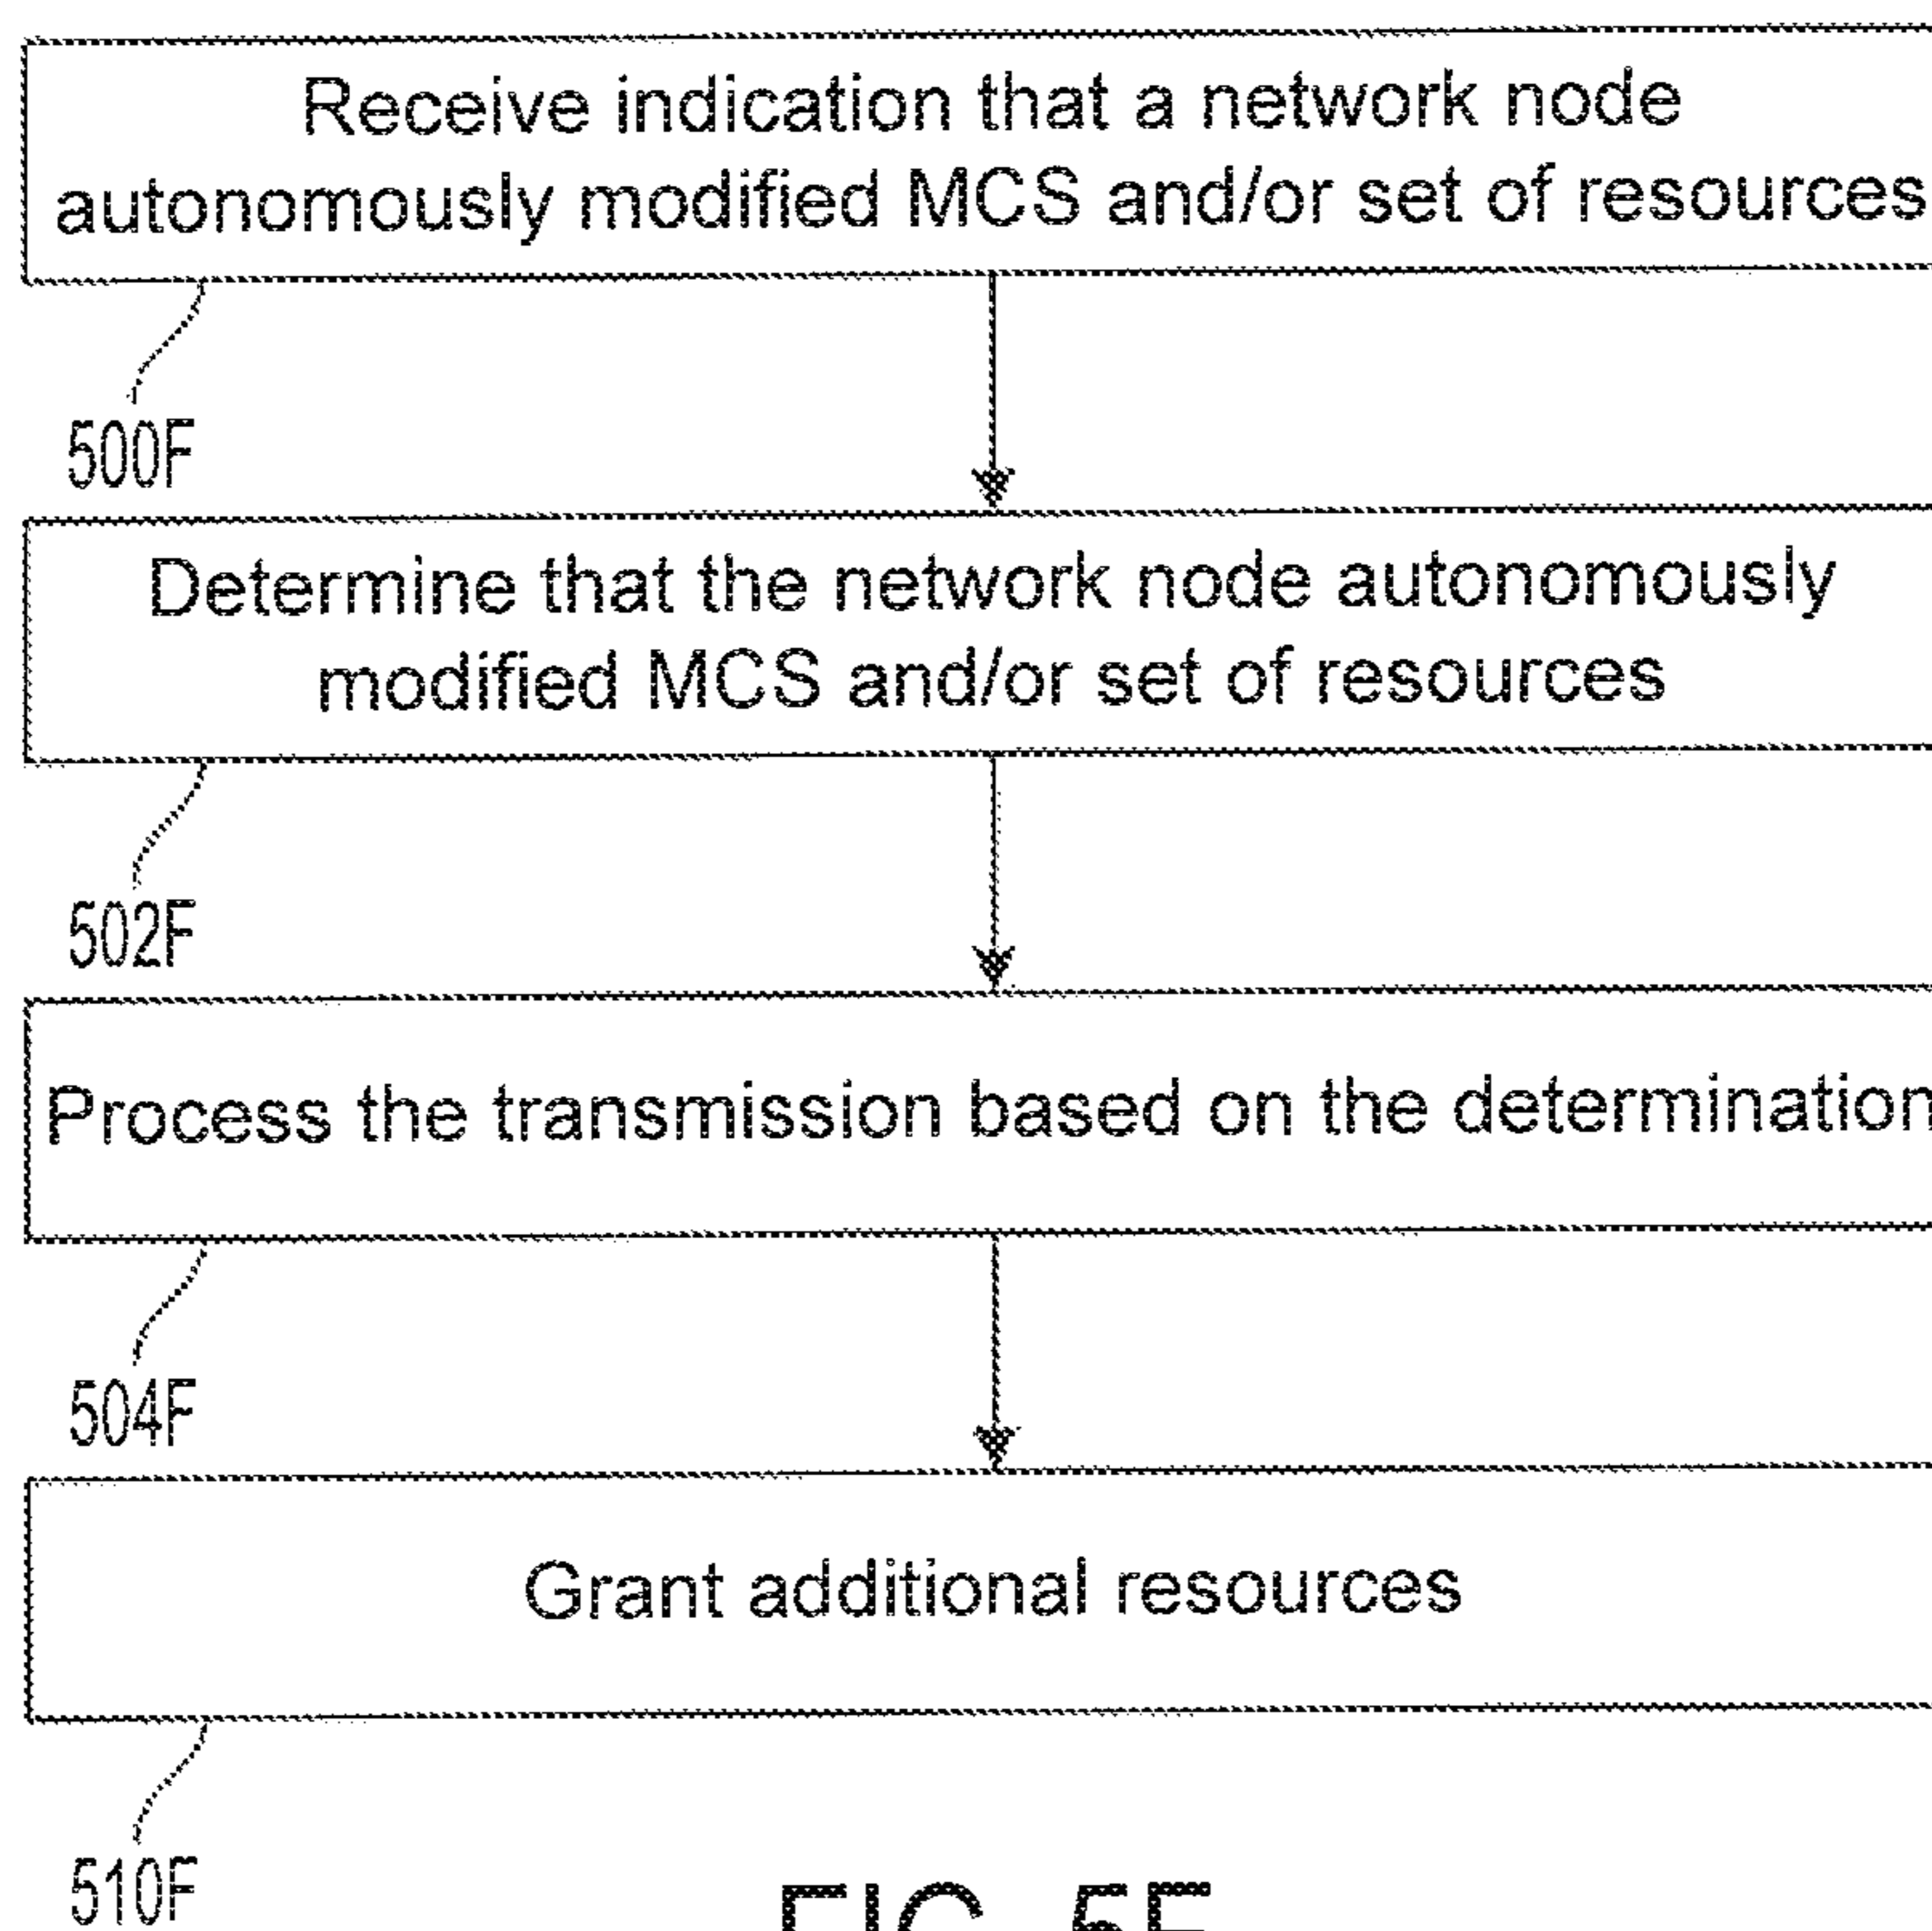 Receive indication that a network node
autonomously modified MCS and/or set of resources
500F
Determine that the network node autonomously
modified MCS and/or set of resources
502F
Process the transmission based on the determination
504F
Grant additional resources
510F